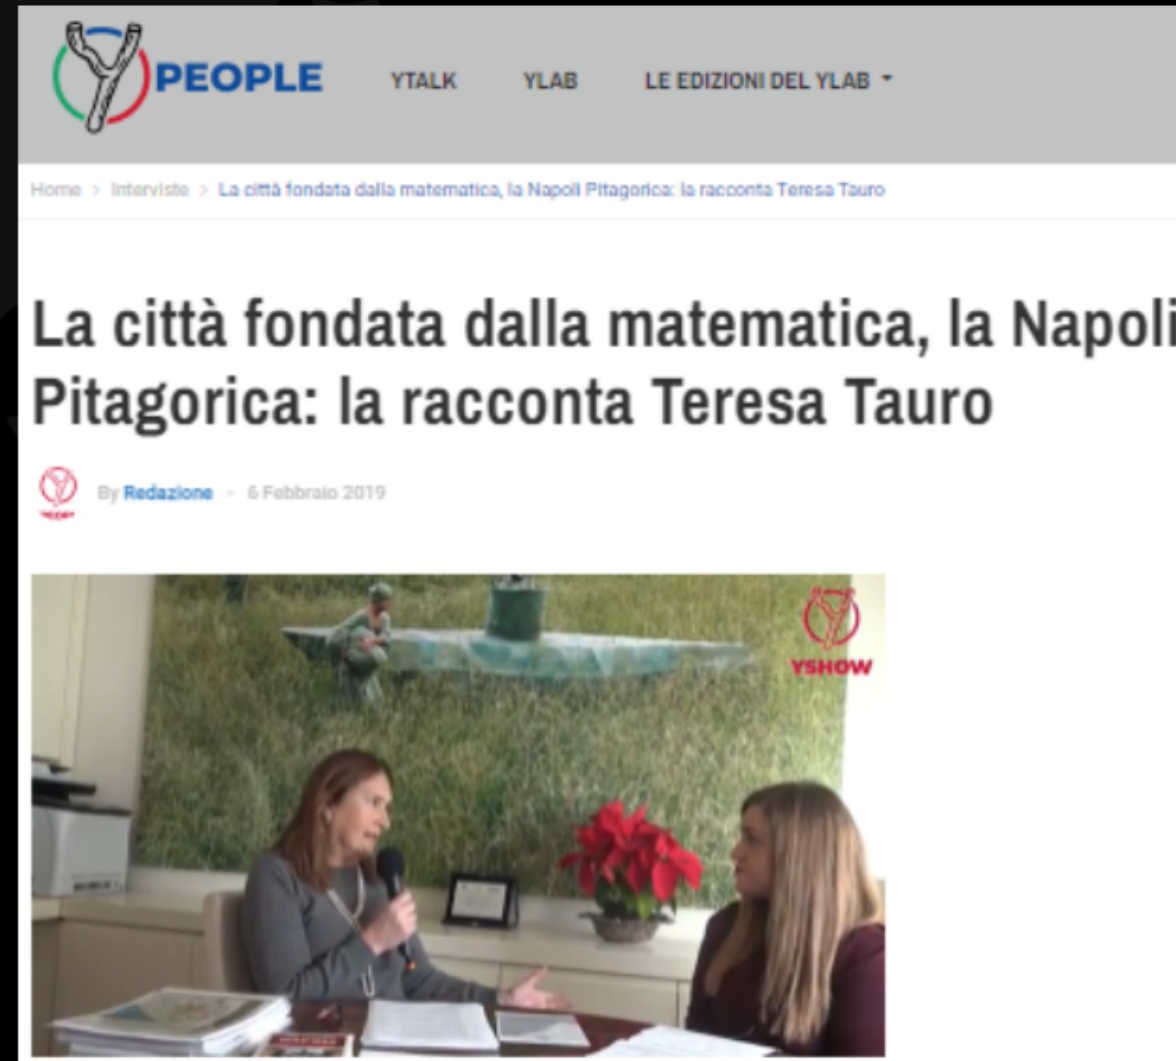 PEOPLE
YTALK
YLAB
LE EDIZIONI DEL YLAB
Home > Interviste > La città fondata dalla matematica, la Napoli Pitagorica: la racconta Teresa Tauro
La città fondata dalla matematica, la Napoli
Pitagorica: la racconta Teresa Tauro
By Redazione - 6 Febbraio 2019
YSHOW